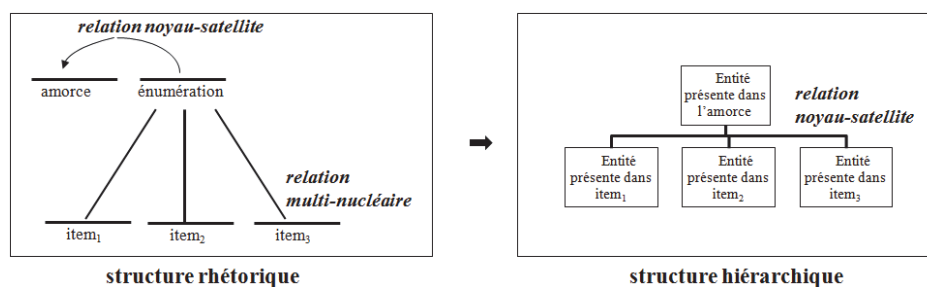 relation noyau-satellite
amorce
énumération
relation
multi-nucléaire
item₁
item₂
item₃
structure rhétorique
➡
Entité
présente dans
l'amorce
relation
noyau-satellite
Entité
présente dans
item₁
Entité
présente dans
item₂
Entité
présente dans
item₃
structure hiérarchique